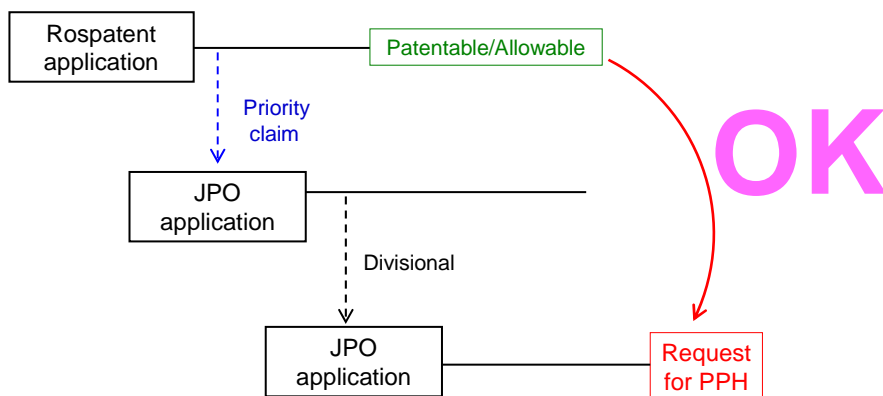 Rospatent
application
Patentable/Allowable
Priority
claim
OK
JPO
application
Divisional
JPO
application
Request
for PPH